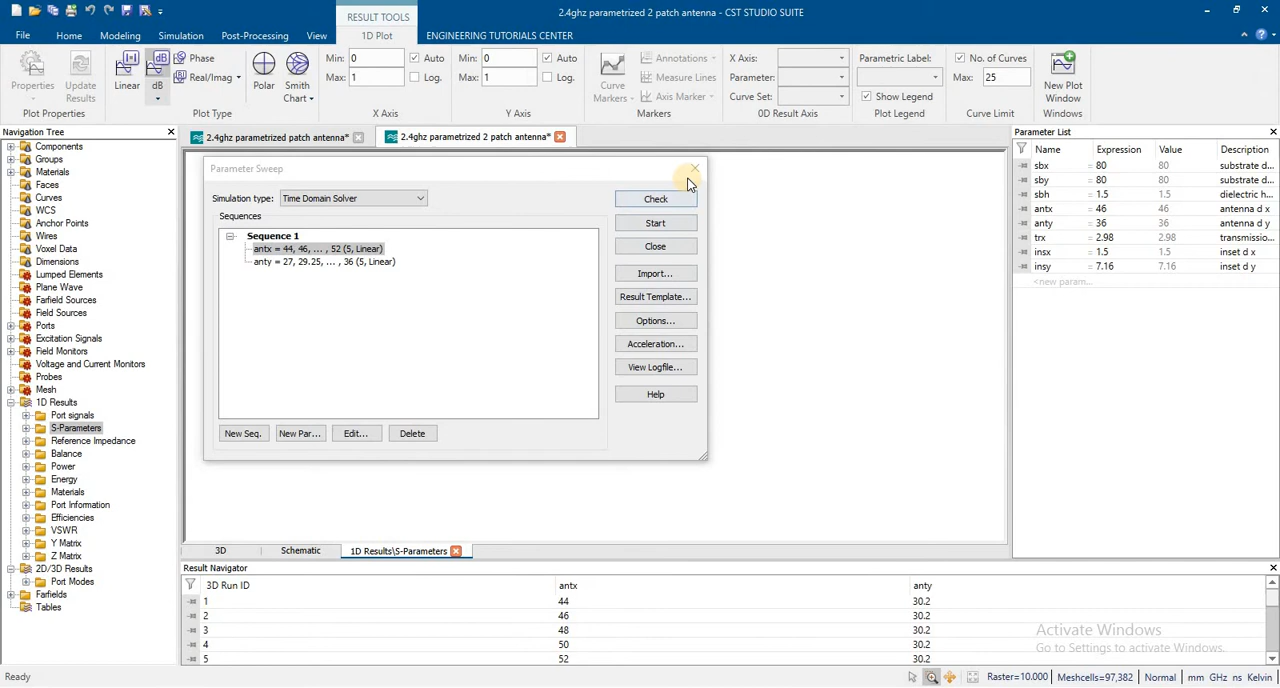 2.4ghz parametrized 2 patch antenna - CST STUDIO SUITE
RESULT TOOLS
File Home Modeling Simulation Post-Processing View 1D Plot ENGINEERING TUTORIALS CENTER
Properties
Update Results
Plot Properties
Linear
dB
Phase
Real/Imag
Polar
Smith Chart
Plot Type
Min: 0 Auto
Max: 1 Log.
X Axis
Min: 0 Auto
Max: 1 Log.
Y Axis
Curve Markers
Annotations
Measure Lines
Axis Marker
Markers
X Axis:
Parameter:
Curve Set:
0D Result Axis
Parametric Label:
Show Legend
Plot Legend
No. of Curves
Max: 25
Curve Limit
New Plot Window
Windows
Navigation Tree
Components
Groups
Materials
Faces
Curves
WCS
Anchor Points
Wires
Voxel Data
Dimensions
Lumped Elements
Plane Wave
Farfield Sources
Field Sources
Ports
Excitation Signals
Field Monitors
Voltage and Current Monitors
Probes
Mesh
1D Results
Port signals
S-Parameters
Reference Impedance
Balance
Power
Energy
Materials
Port Information
Efficiencies
VSWR
Y Matrix
Z Matrix
2D/3D Results
Port Modes
Farfields
Tables
2.4ghz parametrized patch antenna*
2.4ghz parametrized 2 patch antenna*
Parameter Sweep
Simulation type: Time Domain Solver
Sequences
Sequence 1
antx = 44, 46, ... , 52 (5, Linear)
anty = 27, 29.25, ... , 36 (5, Linear)
Check
Start
Close
Import...
Result Template...
Options...
Acceleration...
View Logfile...
Help
New Seq. New Par... Edit... Delete
3D Schematic 1D Results\S-Parameters
Parameter List
Name Expression Value Description
sbx = 80 80 substrate d...
sby = 80 80 substrate d...
sbh = 1.5 1.5 dielectric h...
antx = 46 46 antenna d x
anty = 36 36 antenna d y
trx = 2.98 2.98 transmissio...
insx = 1.5 1.5 inset d x
insy = 7.16 7.16 inset d y
<new param...
Result Navigator
3D Run ID antx anty
1 44 30.2
2 46 30.2
3 48 30.2
4 50 30.2
5 52 30.2
Activate Windows
Go to Settings to activate Windows.
Ready
Raster=10.000 Meshcells=97,382 Normal mm GHz ns Kelvin